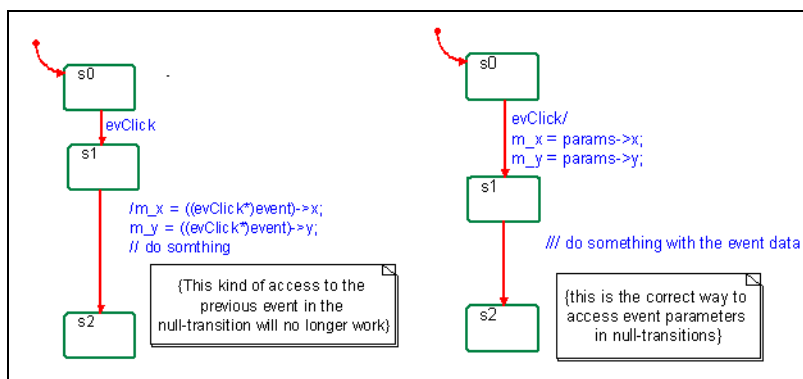 s0
evClick
s1
/m_x = ((evClick*)event)->x;
m_y = ((evClick*)event)->y;
// do somthing
{This kind of access to the
previous event in the
null-transition will no longer work}
s2
s0
evClick/
m_x = params->x;
m_y = params->y;
s1
/// do something with the event data
{this is the correct way to
access event parameters
in null-transitions}
s2